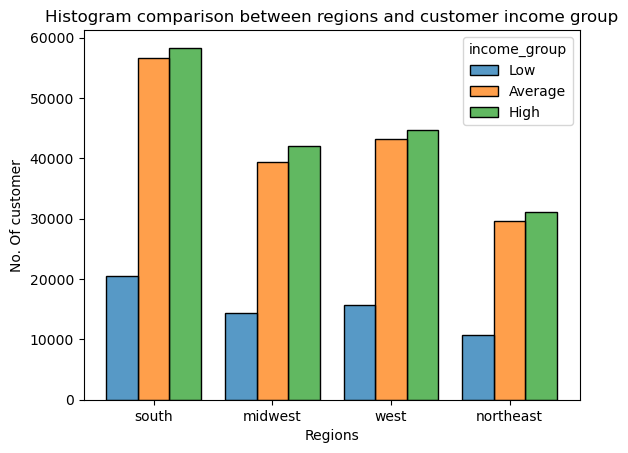 Histogram comparison between regions and customer income group
60000
50000
40000
30000
20000
10000
0
No. Of customer
income_group
Low
Average
High
south midwest west northeast
Regions